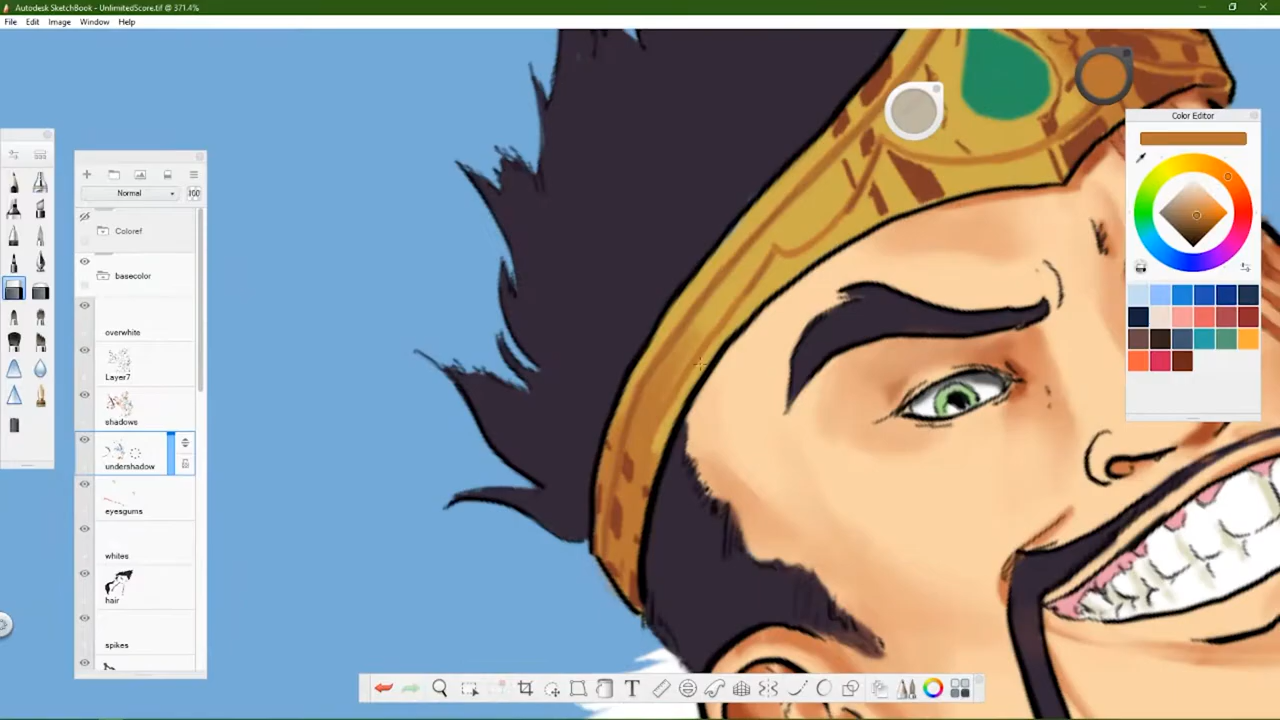 Autodesk SketchBook - UnlimitedScore.tif @ 371.4%
File Edit Image Window Help
Color Editor
Normal 100
Coloref
basecolor
overwhite
Layer7
shadows
undershadow
eyesgums
whites
hair
spikes
T